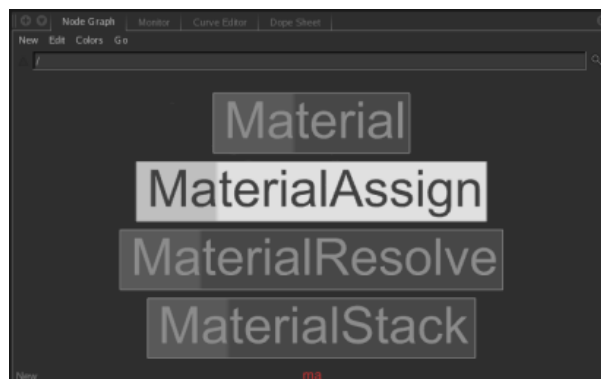 Node Graph Monitor Curve Editor Dope Sheet
New Edit Colors Go
/
Material
MaterialAssign
MaterialResolve
MaterialStack
New ma